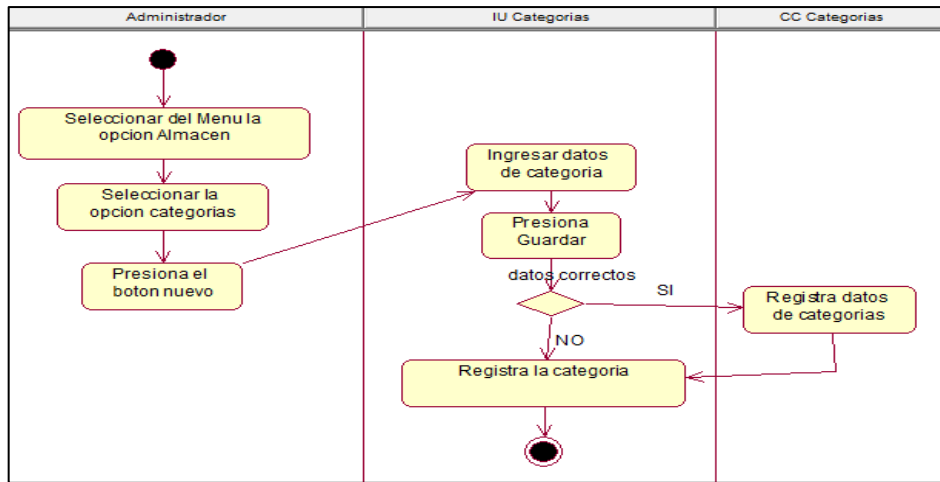 Administrador
IU Categorias
CC Categorias
Seleccionar del Menu la
opcion Almacen
Seleccionar la
opcion categorias
Presiona el
boton nuevo
Ingresar datos
de categoria
Presiona
Guardar
datos correctos
SI
NO
Registra datos
de categorias
Registra la categoria